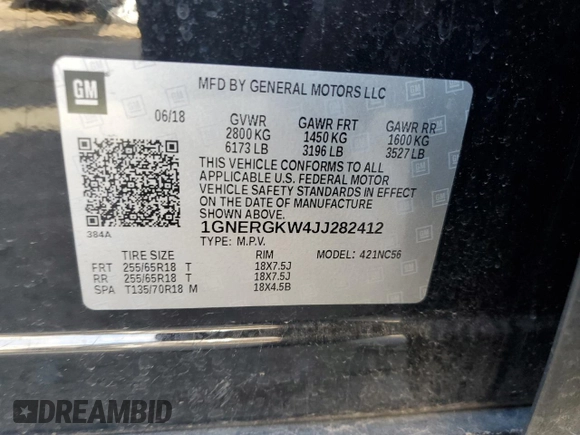 GM
MFD BY GENERAL MOTORS LLC
06/18 GVWR GAWR FRT GAWR RR
2800 KG 1450 KG 1600 KG
6173 LB 3196 LB 3527 LB
THIS VEHICLE CONFORMS TO ALL
APPLICABLE U.S. FEDERAL MOTOR
VEHICLE SAFETY STANDARDS IN EFFECT
ON THE DATE OF MANUFACTURE
SHOWN ABOVE.
384A 1GNERGKW4JJ282412
TYPE: M.P.V. MODEL: 421NC56
TIRE SIZE RIM
FRT 255/65R18 T 18X7.5J
RR 255/65R18 T 18X7.5J
SPA T135/70R18 M 18X4.5B
DREAMBID